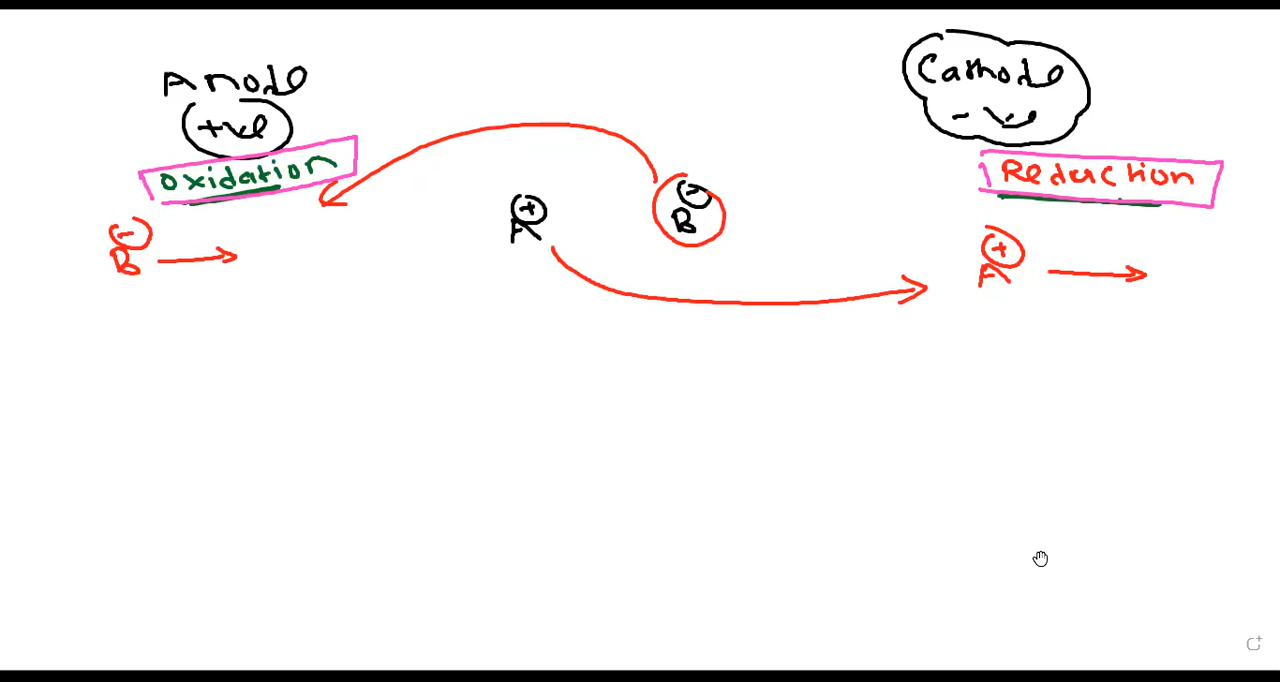 Anode
+ve
oxidation
B⊖ →
A⊕
B⊖
Cathode
-ve
Reduction
A⊕ →